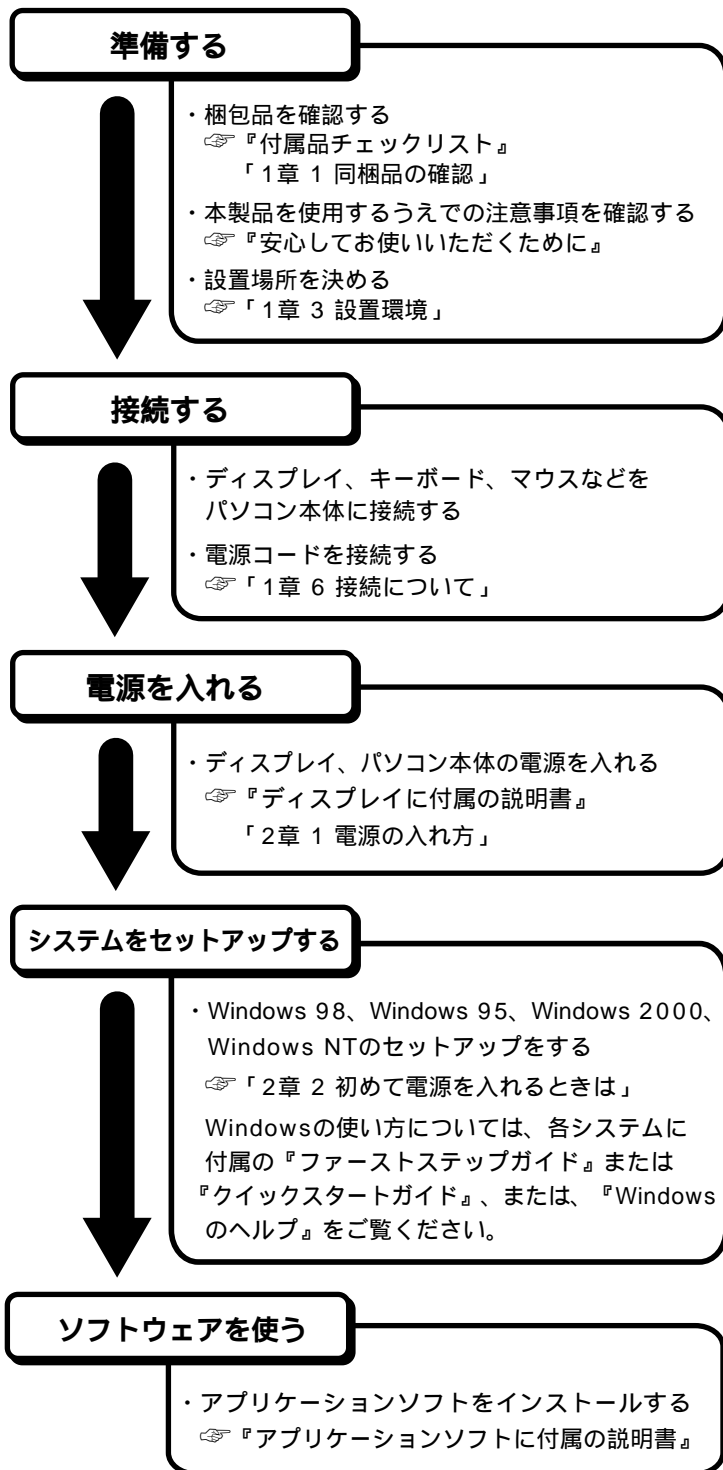 準備する
・梱包品を確認する
☞『付属品チェックリスト』
「1章 1 同梱品の確認」
・本製品を使用するうえでの注意事項を確認する
☞『安心してお使いいただくために』
・設置場所を決める
☞「1章 3 設置環境」
接続する
・ディスプレイ、キーボード、マウスなどを
パソコン本体に接続する
・電源コードを接続する
☞「1章 6 接続について」
電源を入れる
・ディスプレイ、パソコン本体の電源を入れる
☞『ディスプレイに付属の説明書』
「2章 1 電源の入れ方」
システムをセットアップする
・Windows 98、Windows 95、Windows 2000、
Windows NTのセットアップをする
☞「2章 2 初めて電源を入れるときは」
Windowsの使い方については、各システムに
付属の『ファーストステップガイド』または
『クイックスタートガイド』、または、『Windows
のヘルプ』をご覧ください。
ソフトウェアを使う
・アプリケーションソフトをインストールする
☞『アプリケーションソフトに付属の説明書』